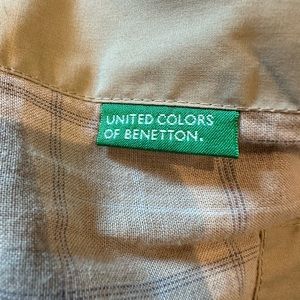 UNITED COLORS
OF BENETTON.